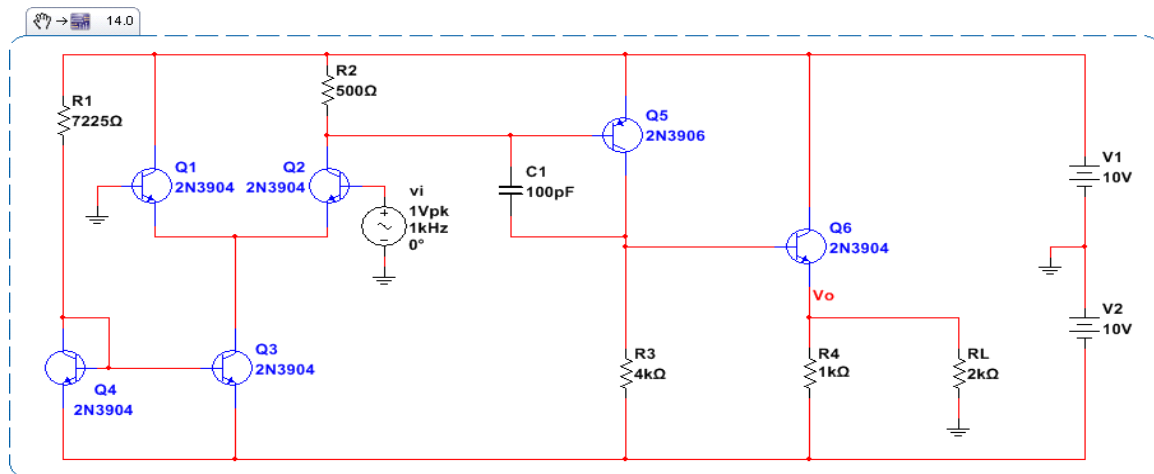 14.0
R1
7225Ω
R2
500Ω
Q1
2N3904
Q2
2N3904
vi
1Vpk
1kHz
0°
C1
100pF
Q5
2N3906
Q6
2N3904
Vo
V1
10V
V2
10V
Q4
2N3904
Q3
2N3904
R3
4kΩ
R4
1kΩ
RL
2kΩ